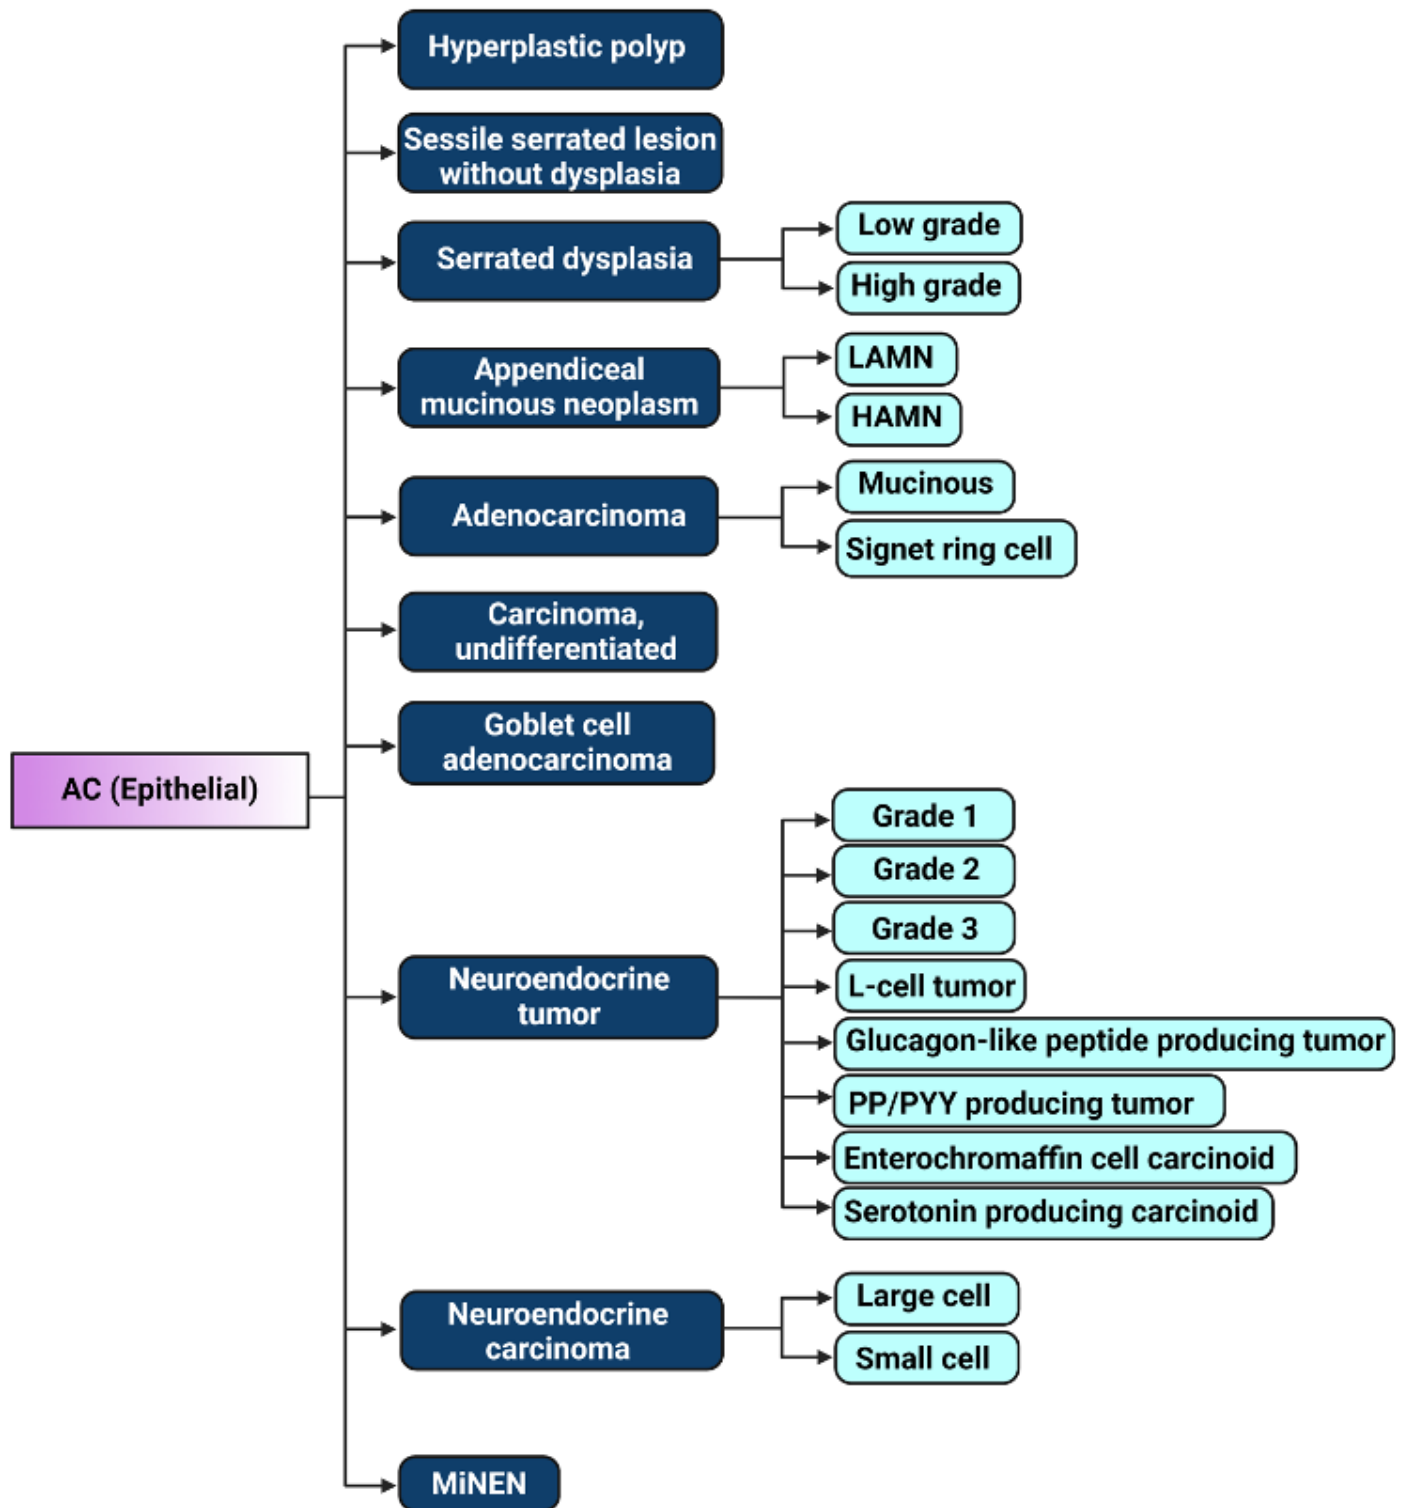 Hyperplastic polyp
Sessile serrated lesion
without dysplasia
Serrated dysplasia
Low grade
High grade
Appendiceal
mucinous neoplasm
LAMN
HAMN
Adenocarcinoma
Mucinous
Signet ring cell
Carcinoma,
undifferentiated
Goblet cell
adenocarcinoma
AC (Epithelial)
Neuroendocrine
tumor
Grade 1
Grade 2
Grade 3
L-cell tumor
Glucagon-like peptide producing tumor
PP/PYY producing tumor
Enterochromaffin cell carcinoid
Serotonin producing carcinoid
Neuroendocrine
carcinoma
Large cell
Small cell
MiNEN